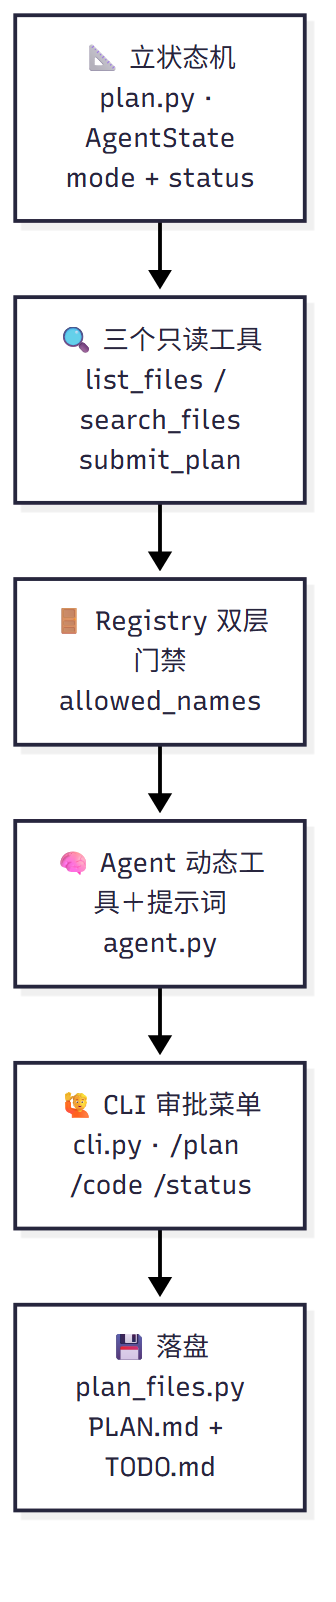 📐 立状态机
plan.py ·
AgentState
mode + status
🔍 三个只读工具
list_files /
search_files
submit_plan
🚪 Registry 双层
门禁
allowed_names
🧠 Agent 动态工
具＋提示词
agent.py
🙋 CLI 审批菜单
cli.py · /plan
/code /status
💾 落盘
plan_files.py
PLAN.md +
TODO.md